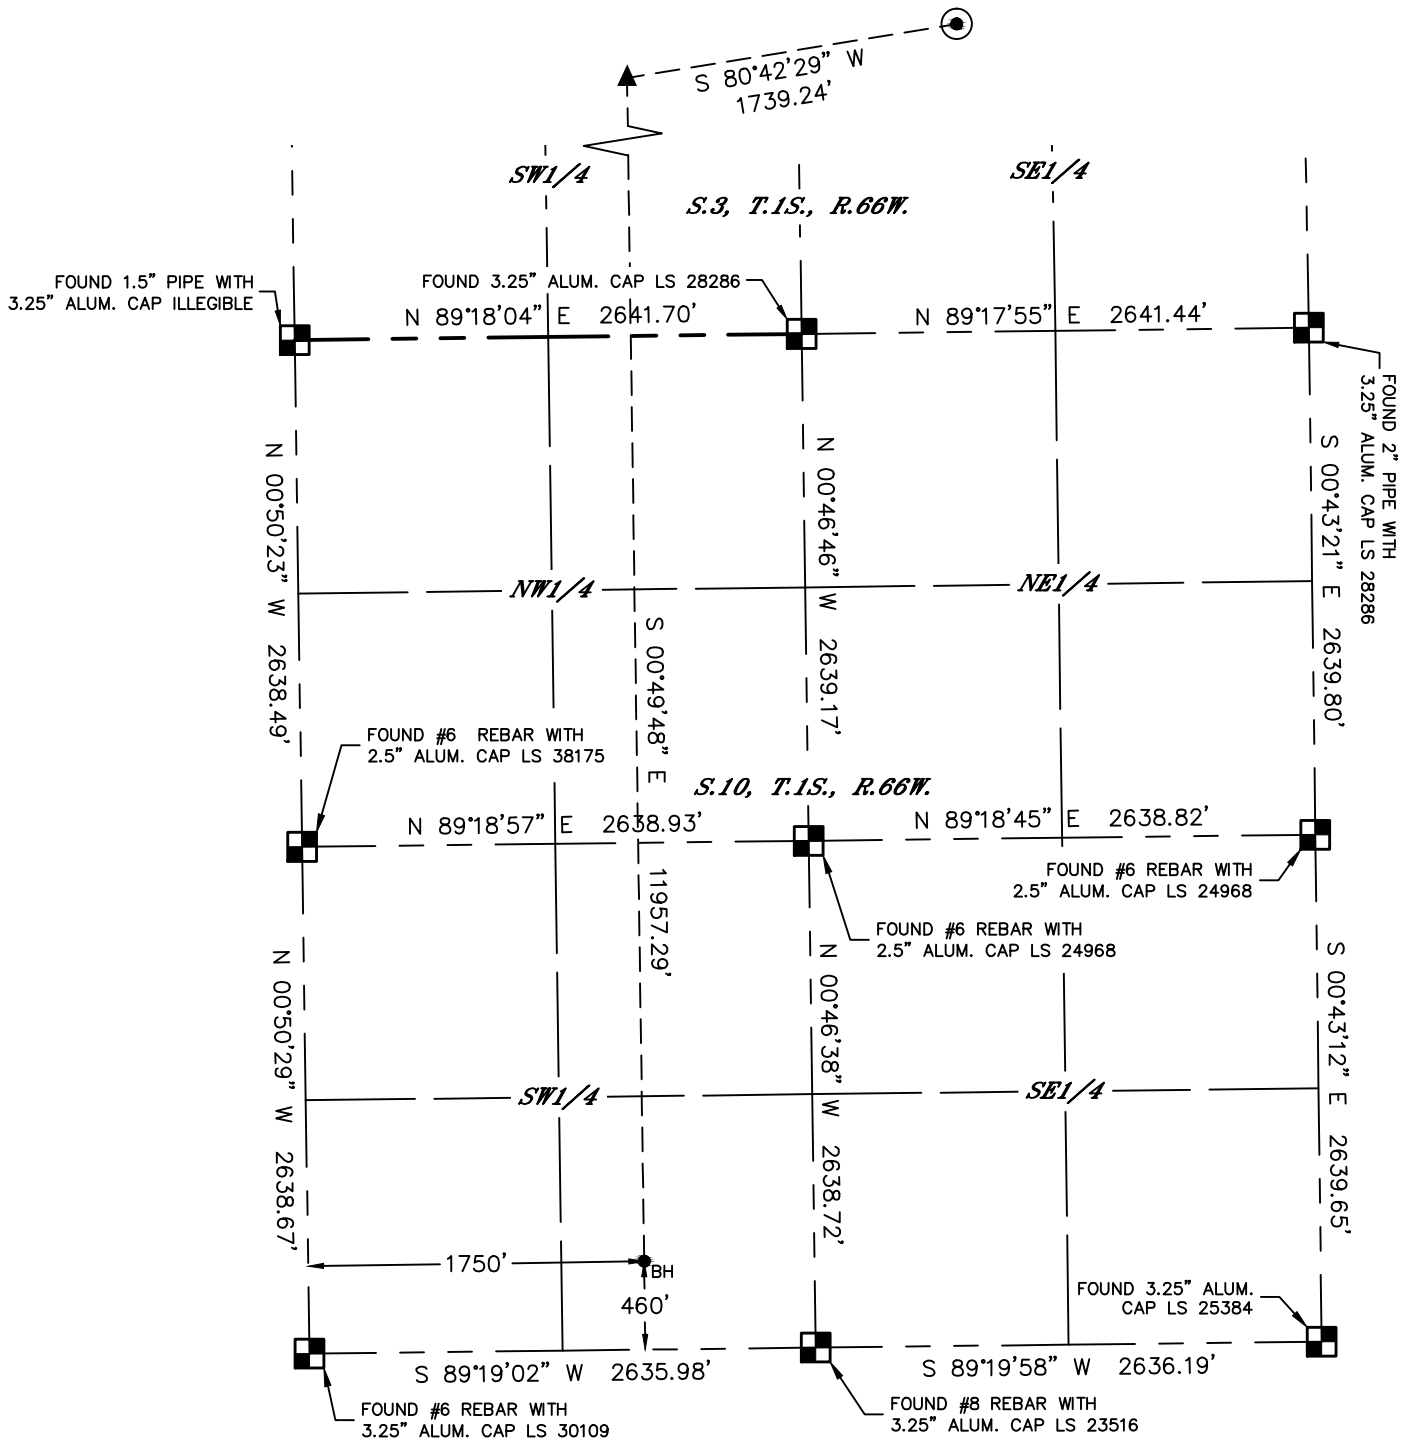 S 80°42'29" W
1739.24'
SW1/4
SE1/4
S.3, T.1S., R.66W.
FOUND 1.5" PIPE WITH
3.25" ALUM. CAP ILLEGIBLE
FOUND 3.25" ALUM. CAP LS 28286
N 89°18'04" E 2641.70'
N 89°17'55" E 2641.44'
FOUND 2" PIPE WITH
3.25" ALUM. CAP LS 28286
N 00°50'23" W 2638.49'
N 00°46'46" W 2639.17'
S 00°43'21" E 2639.80'
NW1/4
NE1/4
S 00°49'48" E 11957.29'
FOUND #6 REBAR WITH
2.5" ALUM. CAP LS 38175
S.10, T.1S., R.66W.
N 89°18'57" E 2638.93'
N 89°18'45" E 2638.82'
FOUND #6 REBAR WITH
2.5" ALUM. CAP LS 24968
FOUND #6 REBAR WITH
2.5" ALUM. CAP LS 24968
N 00°50'29" W 2638.67'
N 00°46'38" W 2638.72'
S 00°43'12" E 2639.65'
SW1/4
SE1/4
1750'
BH
460'
FOUND 3.25" ALUM.
CAP LS 25384
S 89°19'02" W 2635.98'
S 89°19'58" W 2636.19'
FOUND #6 REBAR WITH
3.25" ALUM. CAP LS 30109
FOUND #8 REBAR WITH
3.25" ALUM. CAP LS 23516